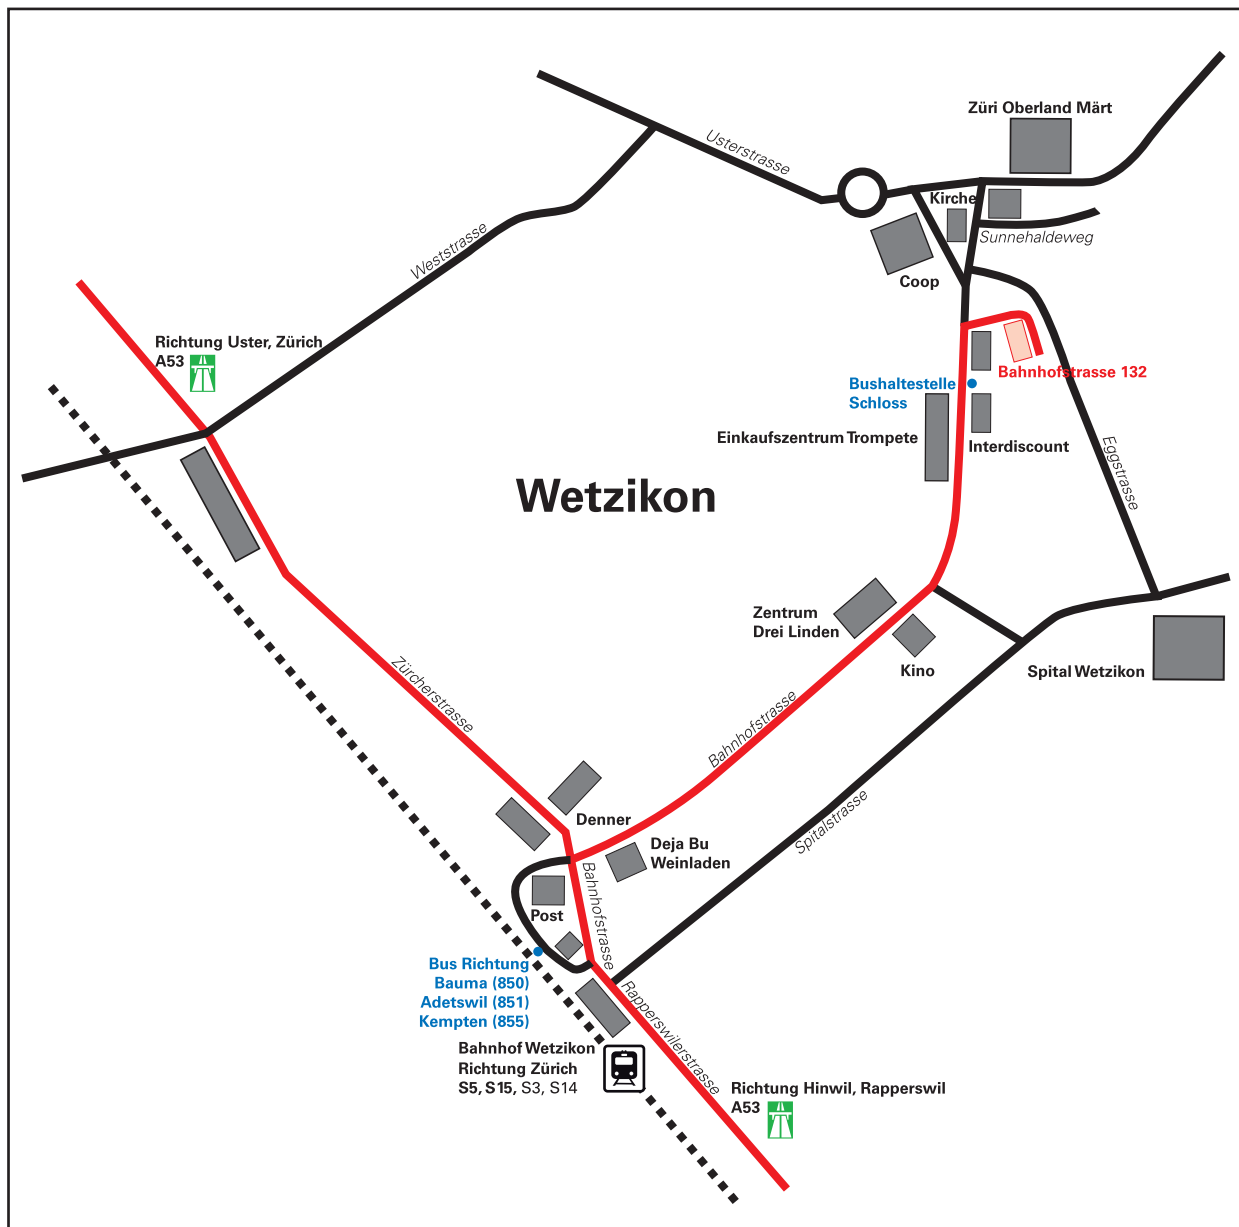 Züri Oberland Märt
Usterstrasse
Kirche
Sunnehaldeweg
Weststrasse
Coop
Richtung Uster, Zürich
A53
Bahnhofstrasse 132
Bushaltestelle
Schloss
Einkaufszentrum Trompete
Interdiscount
Eggstrasse
Wetzikon
Zentrum
Drei Linden
Kino
Spital Wetzikon
Zürcherstrasse
Bahnhofstrasse
Spitalstrasse
Denner
Deja Bu
Weinladen
Bahnhofstrasse
Post
Bus Richtung
Bauma (850)
Adetswil (851)
Kempten (855)
Rapperswilerstrasse
Bahnhof Wetzikon
Richtung Zürich
S5, S15, S3, S14
Richtung Hinwil, Rapperswil
A53